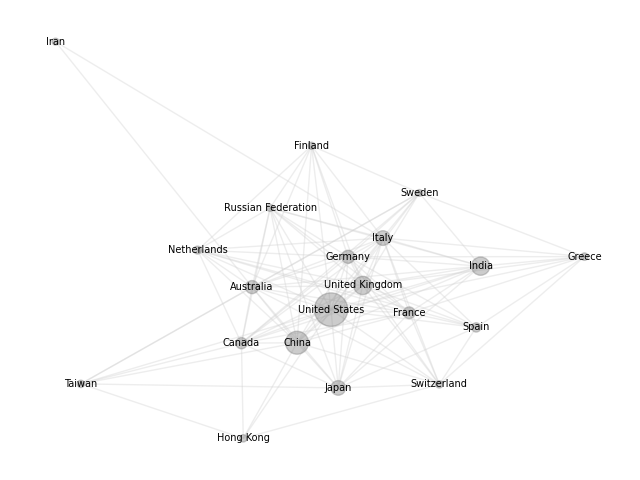 Iran
Finland
Sweden
Russian Federation
Italy
Netherlands
Germany
Greece
India
Australia
United Kingdom
United States
France
Spain
Canada
China
Taiwan
Japan
Switzerland
Hong Kong